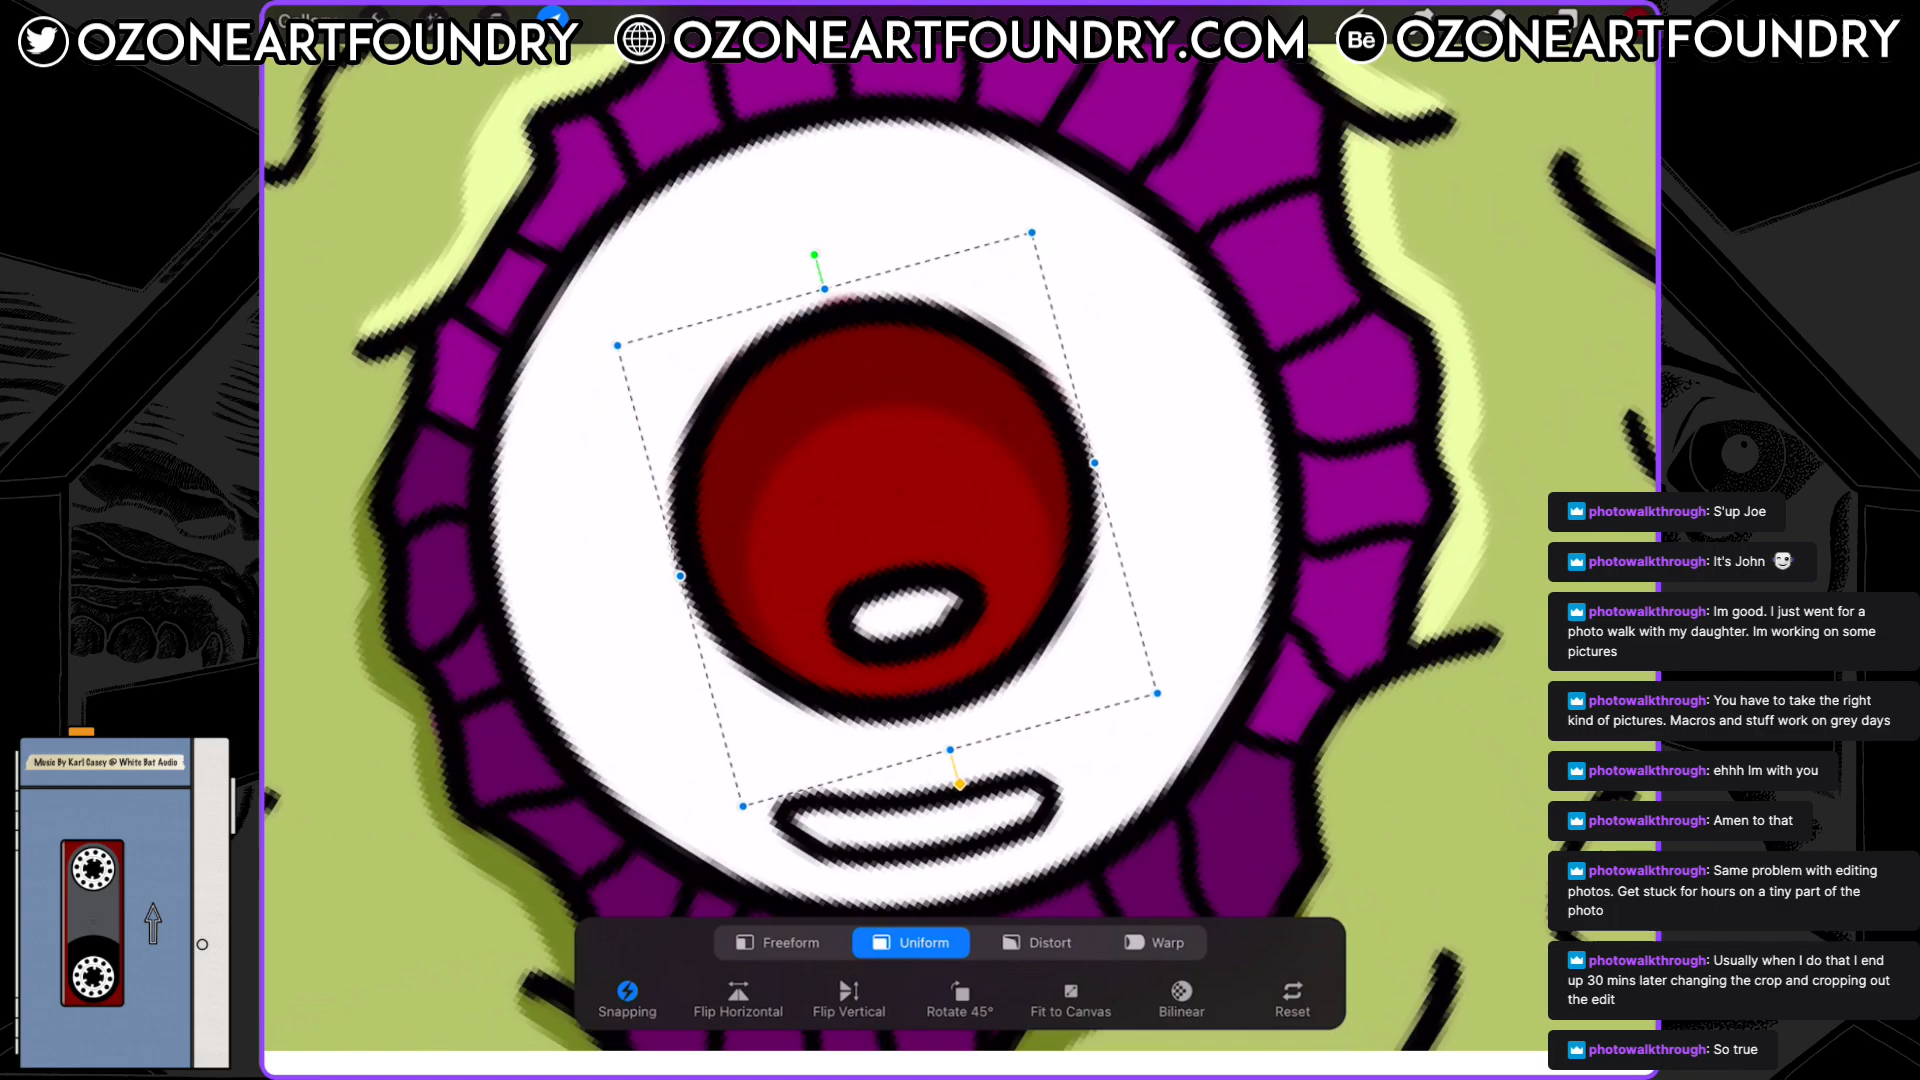 OZONEARTFOUNDRY
OZONEARTFOUNDRY.COM
Bē OZONEARTFOUNDRY
Gallery
photowalkthrough: S'up Joe
photowalkthrough: It's John
photowalkthrough: Im good. I just went for a
photo walk with my daughter. Im working on some
pictures
photowalkthrough: You have to take the right
kind of pictures. Macros and stuff work on grey days
photowalkthrough: ehhh Im with you
photowalkthrough: Amen to that
photowalkthrough: Same problem with editing
photos. Get stuck for hours on a tiny part of the
photo
photowalkthrough: Usually when I do that I end
up 30 mins later changing the crop and cropping out
the edit
photowalkthrough: So true
Music By Karl Casey @ White Bat Audio
Freeform
Uniform
Distort
Warp
Snapping
Flip Horizontal
Flip Vertical
Rotate 45°
Fit to Canvas
Bilinear
Reset